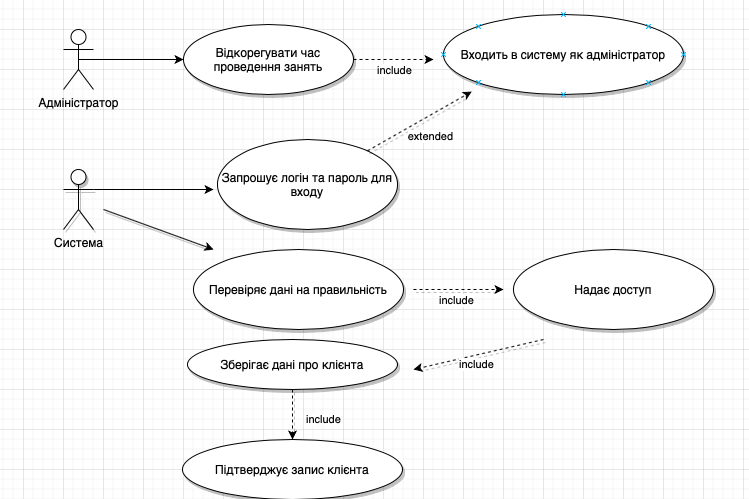 Відкорегувати час
проведення занять
include
Входить в систему як адміністратор
Адміністратор
extended
Запрошує логін та пароль для
входу
Система
Перевіряє дані на правильність
include
Надає доступ
Зберігає дані про клієнта
include
include
Підтверджує запис клієнта